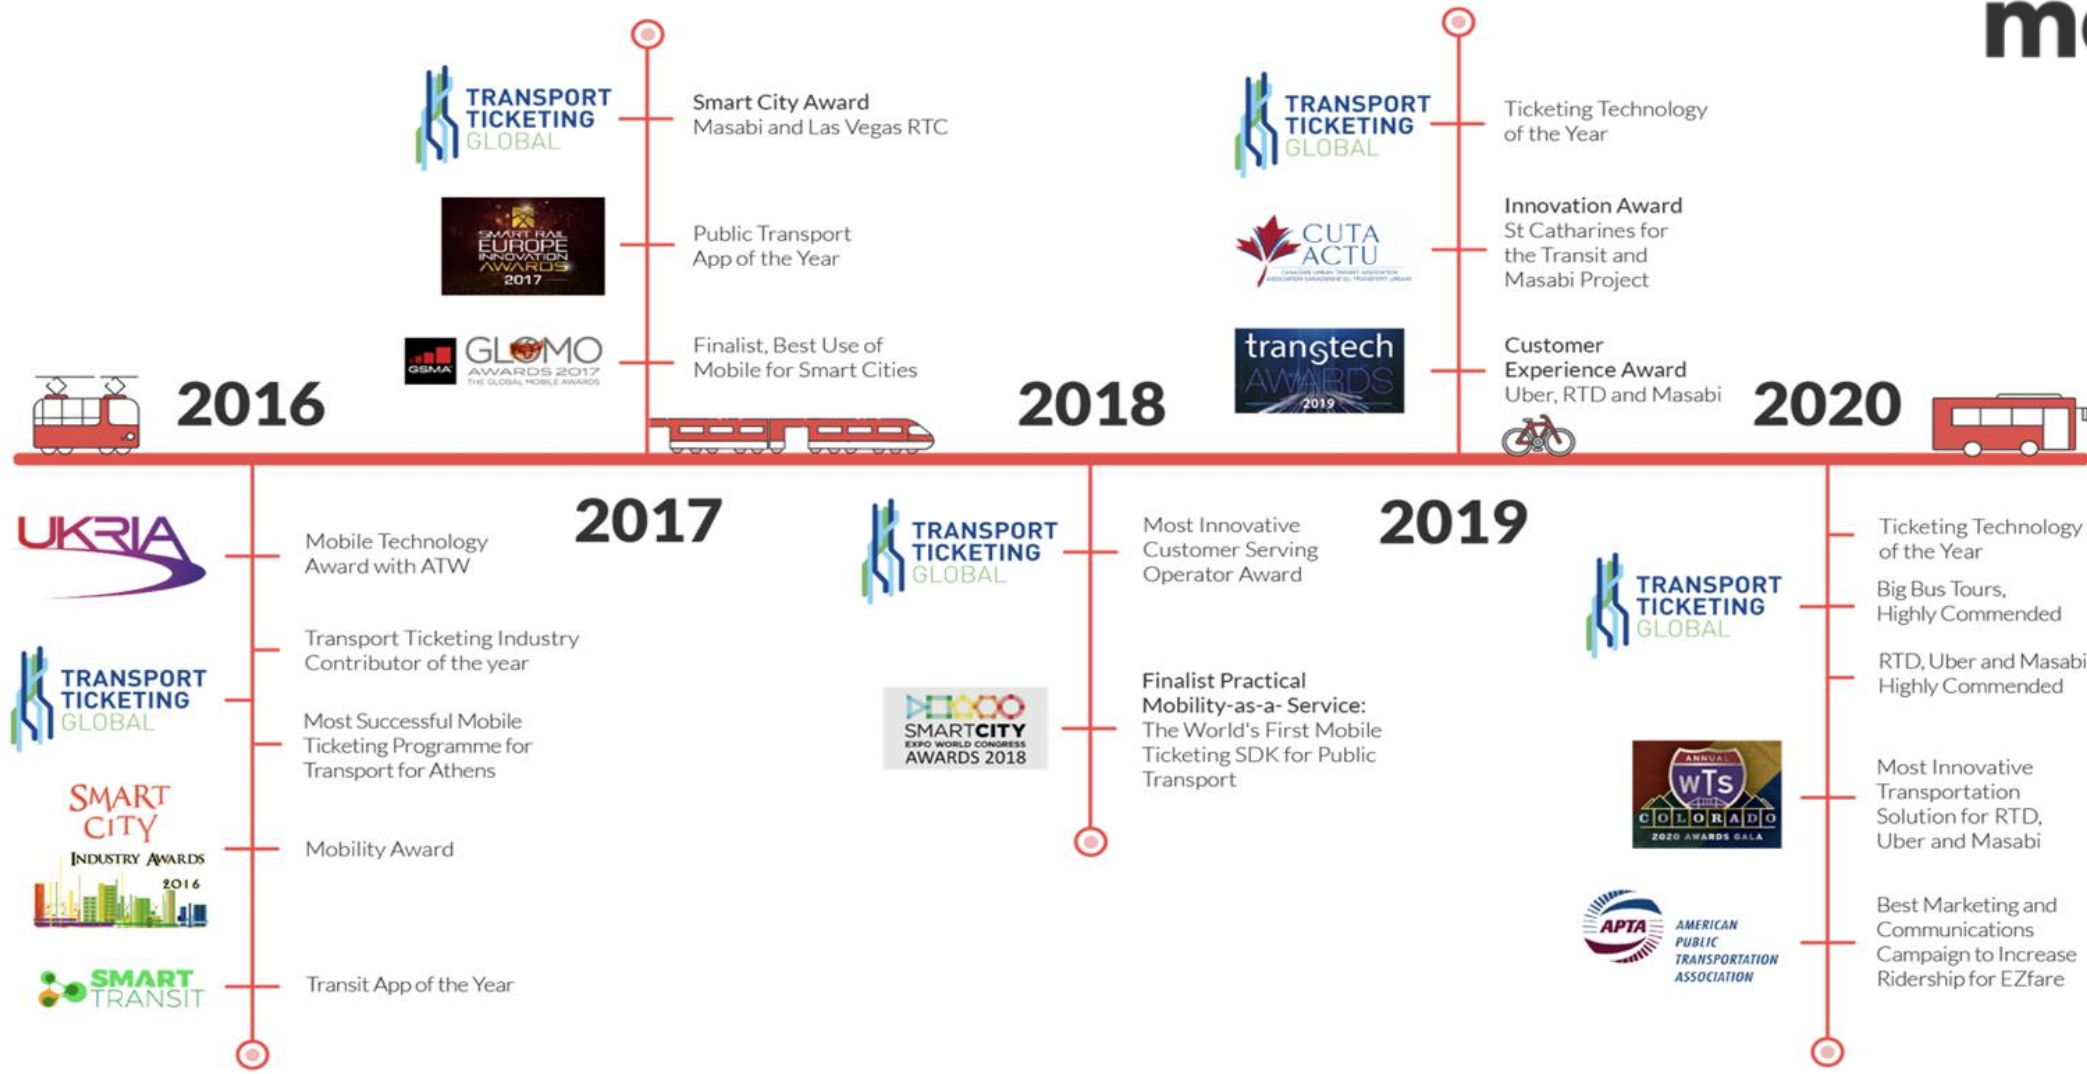 m
TRANSPORT
TICKETING
GLOBAL
Smart City Award
Masabi and Las Vegas RTC
SMART RAIL
EUROPE
INNOVATION
AWARDS
2017
Public Transport
App of the Year
GSMA
GLOMO
AWARDS 2017
THE GLOBAL MOBILE AWARDS
Finalist, Best Use of
Mobile for Smart Cities
TRANSPORT
TICKETING
GLOBAL
Ticketing Technology
of the Year
CUTA
ACTU
CANADIAN URBAN TRANSIT ASSOCIATION
ASSOCIATION CANADIENNE DU TRANSPORT URBAIN
Innovation Award
St Catharines for
the Transit and
Masabi Project
transtech
AWARDS
2019
Customer
Experience Award
Uber, RTD and Masabi
2016
2018
2020
UKRIA
Mobile Technology
Award with ATW
TRANSPORT
TICKETING
GLOBAL
Transport Ticketing Industry
Contributor of the year
Most Successful Mobile
Ticketing Programme for
Transport for Athens
SMART
CITY
INDUSTRY AWARDS
2016
Mobility Award
SMART
TRANSIT
Transit App of the Year
2017
TRANSPORT
TICKETING
GLOBAL
Most Innovative
Customer Serving
Operator Award
SMARTCITY
EXPO WORLD CONGRESS
AWARDS 2018
Finalist Practical
Mobility-as-a- Service:
The World's First Mobile
Ticketing SDK for Public
Transport
2019
TRANSPORT
TICKETING
GLOBAL
Ticketing Technology
of the Year
Big Bus Tours,
Highly Commended
RTD, Uber and Masabi
Highly Commended
ANNUAL
WTS
COLORADO
2020 AWARDS GALA
Most Innovative
Transportation
Solution for RTD,
Uber and Masabi
APTA
AMERICAN
PUBLIC
TRANSPORTATION
ASSOCIATION
Best Marketing and
Communications
Campaign to Increase
Ridership for EZfare